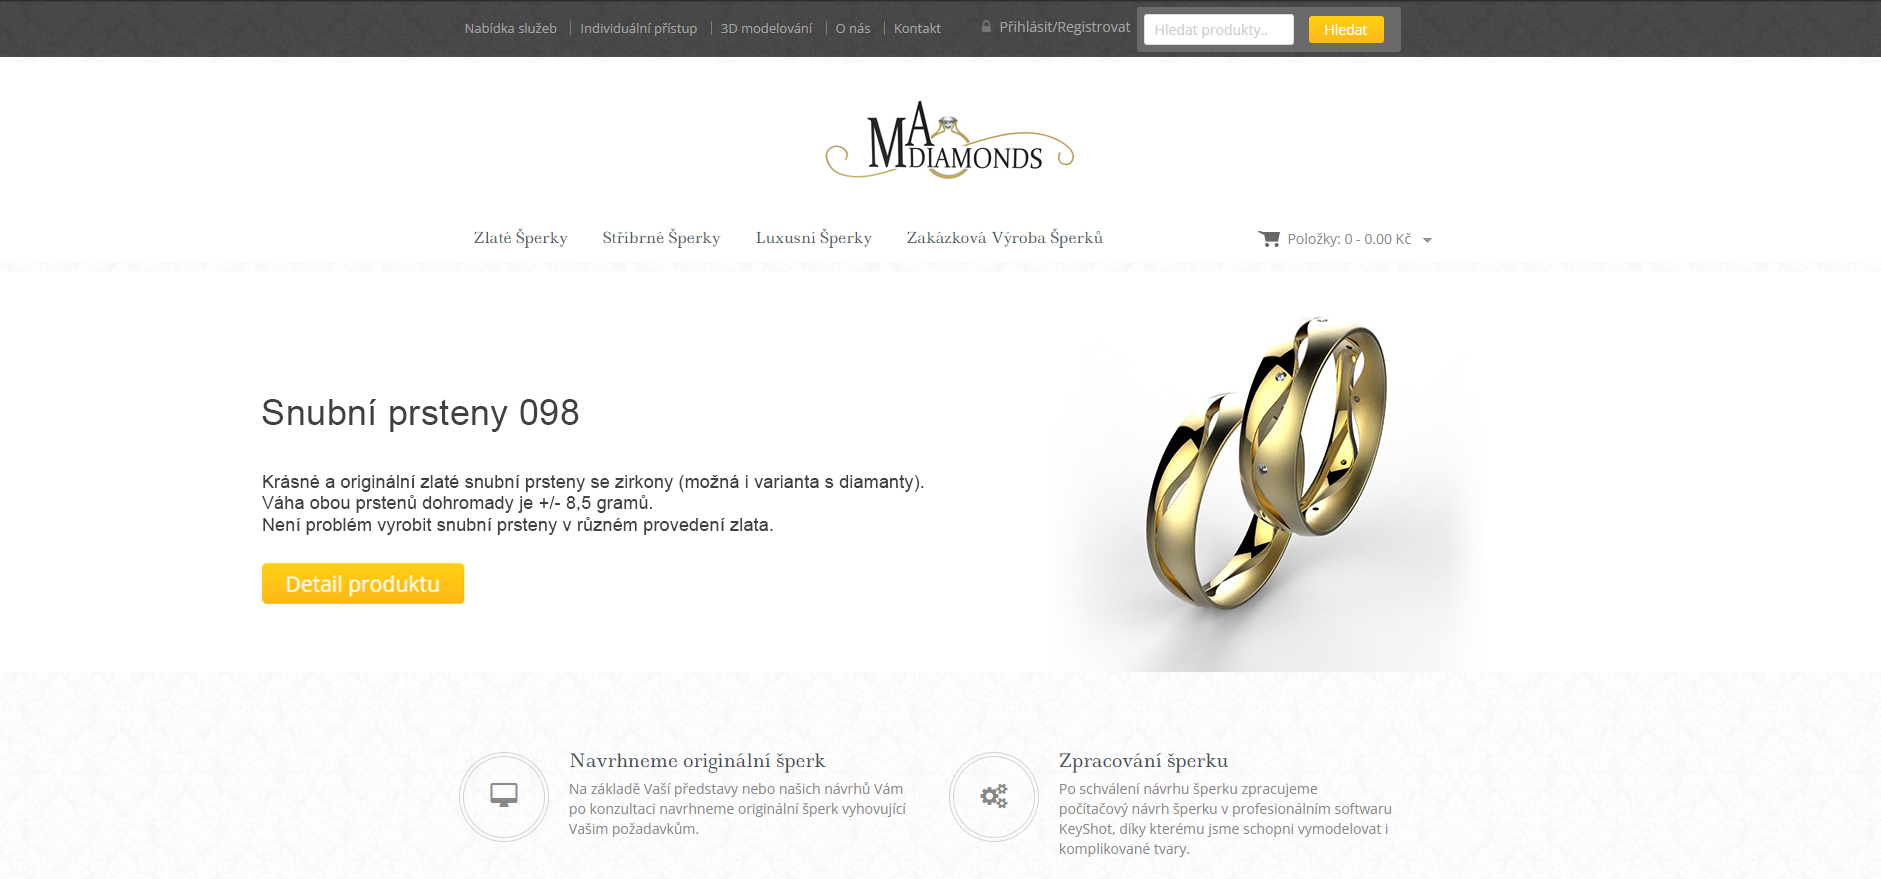 Nabídka služeb
Individuální přístup
3D modelování
O nás
Kontakt
Přihlásit/Registrovat
Hledat produkty..
Hledat
MA
DIAMONDS
Zlaté Šperky
Stříbrné Šperky
Luxusní Šperky
Zakázková Výroba Šperků
Položky: 0 - 0.00 Kč
Snubní prsteny 098
Krásné a originální zlaté snubní prsteny se zirkony (možná i varianta s diamanty).
Váha obou prstenů dohromady je +/- 8,5 gramů.
Není problém vyrobit snubní prsteny v různém provedení zlata.
Detail produktu
Navrhneme originální šperk
Na základě Vaší představy nebo našich návrhů Vám
po konzultaci navrhneme originální šperk vyhovující
Vašim požadavkům.
Zpracování šperku
Po schválení návrhu šperku zpracujeme
počítačový návrh šperku v profesionálním softwaru
KeyShot, díky kterému jsme schopni vymodelovat i
komplikované tvary.